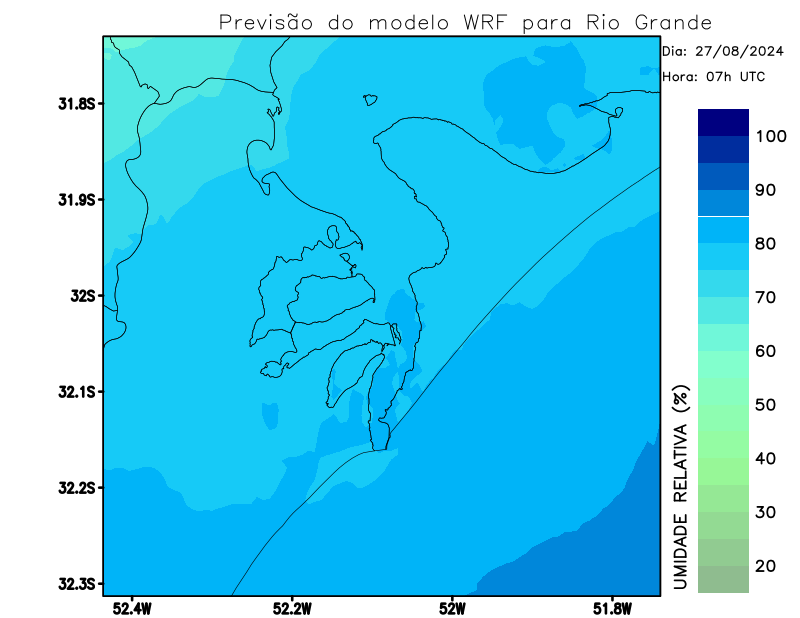 Previsão do modelo WRF para Rio Grande
Dia: 27/08/2024
Hora: 07h UTC
31.8S
31.9S
32S
32.1S
32.2S
32.3S
52.4W
52.2W
52W
51.8W
100
90
80
70
60
50
40
30
20
UMIDADE RELATIVA (%)